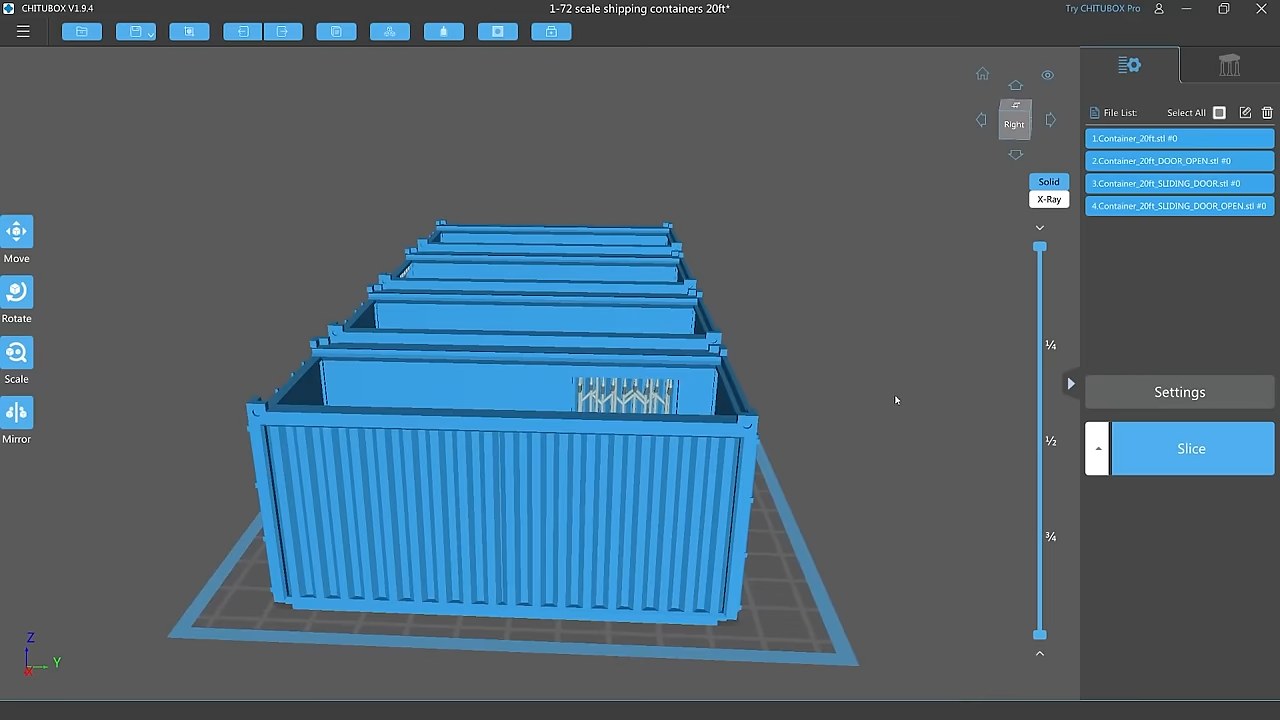 CHITUBOX V1.9.4
1-72 scale shipping containers 20ft*
Try CHITUBOX Pro
File List:
Select All
1.Container_20ft.stl #0
2.Container_20ft_DOOR_OPEN.stl #0
3.Container_20ft_SLIDING_DOOR.stl #0
4.Container_20ft_SLIDING_DOOR_OPEN.stl #0
Right
Solid
X-Ray
Move
Rotate
Scale
Mirror
¼
½
¾
Settings
Slice
Z
Y
X